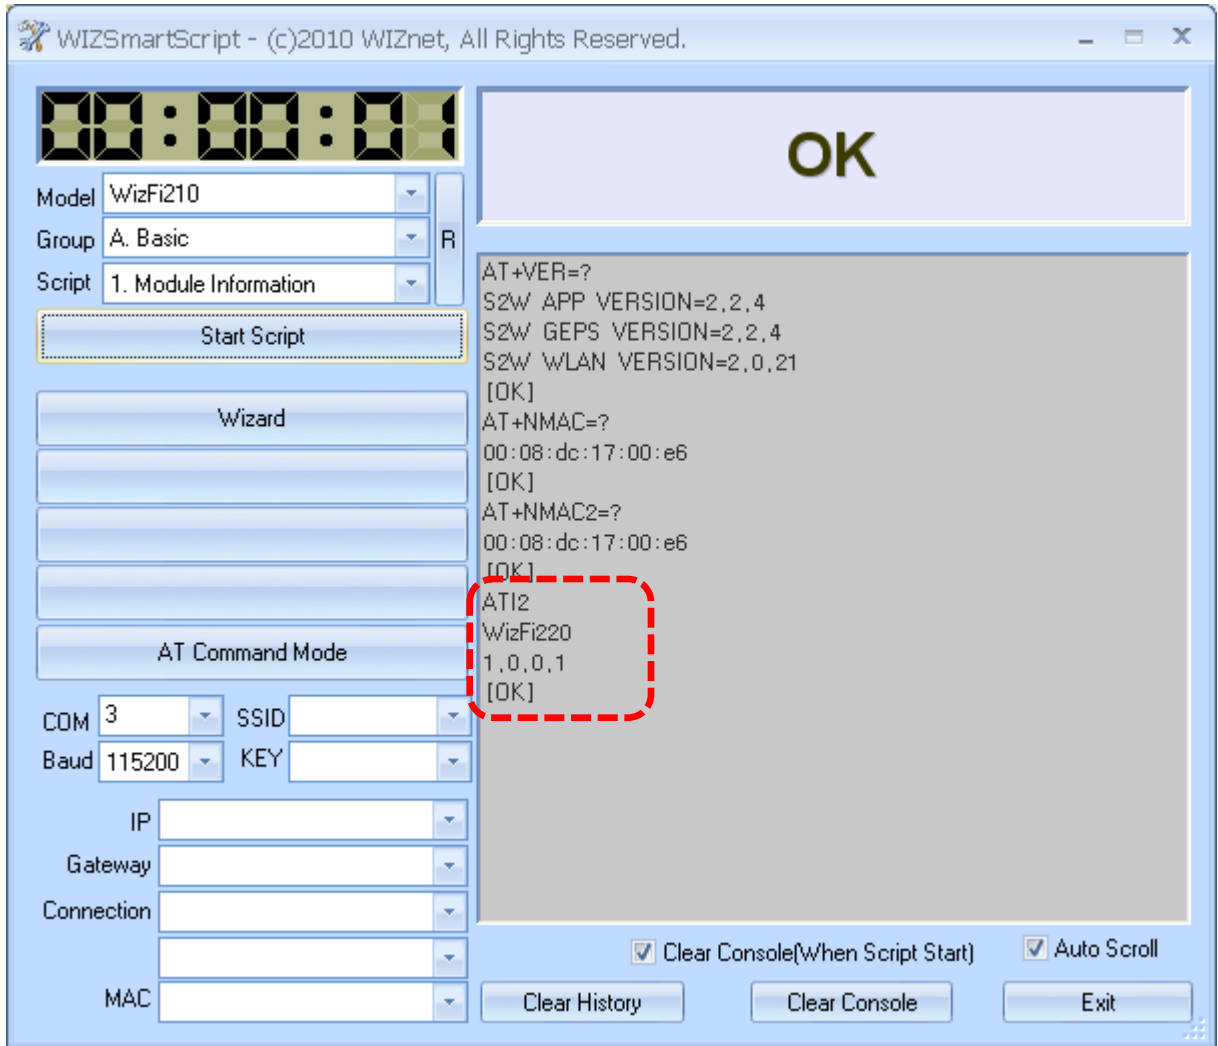 WIZSmartScript - (c)2010 WIZnet, All Rights Reserved.
00:00:01
OK
Model WizFi210
Group A. Basic
R
Script 1. Module Information
Start Script
Wizard
AT Command Mode
COM 3 SSID
Baud 115200 KEY
IP
Gateway
Connection
MAC
AT+VER=?
S2W APP VERSION=2,2,4
S2W GEPS VERSION=2,2,4
S2W WLAN VERSION=2,0,21
[OK]
AT+NMAC=?
00:08:dc:17:00:e6
[OK]
AT+NMAC2=?
00:08:dc:17:00:e6
[OK]
ATI2
WizFi220
1,0,0,1
[OK]
Clear Console(When Script Start) Auto Scroll
Clear History Clear Console Exit